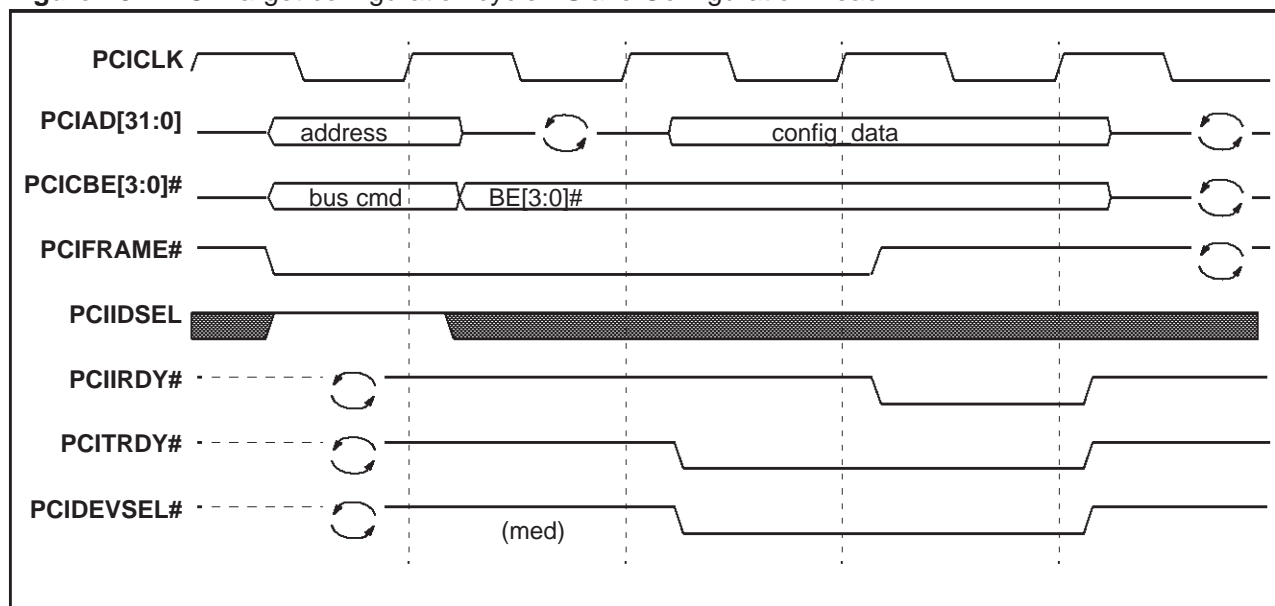 PCICLK
PCIAD[31:0]
address
config_data
PCICBE[3:0]#
bus cmd
BE[3:0]#
PCIFRAME#
PCIIDSEL
PCIIRDY#
PCITRDY#
PCIDEVSEL#
(med)